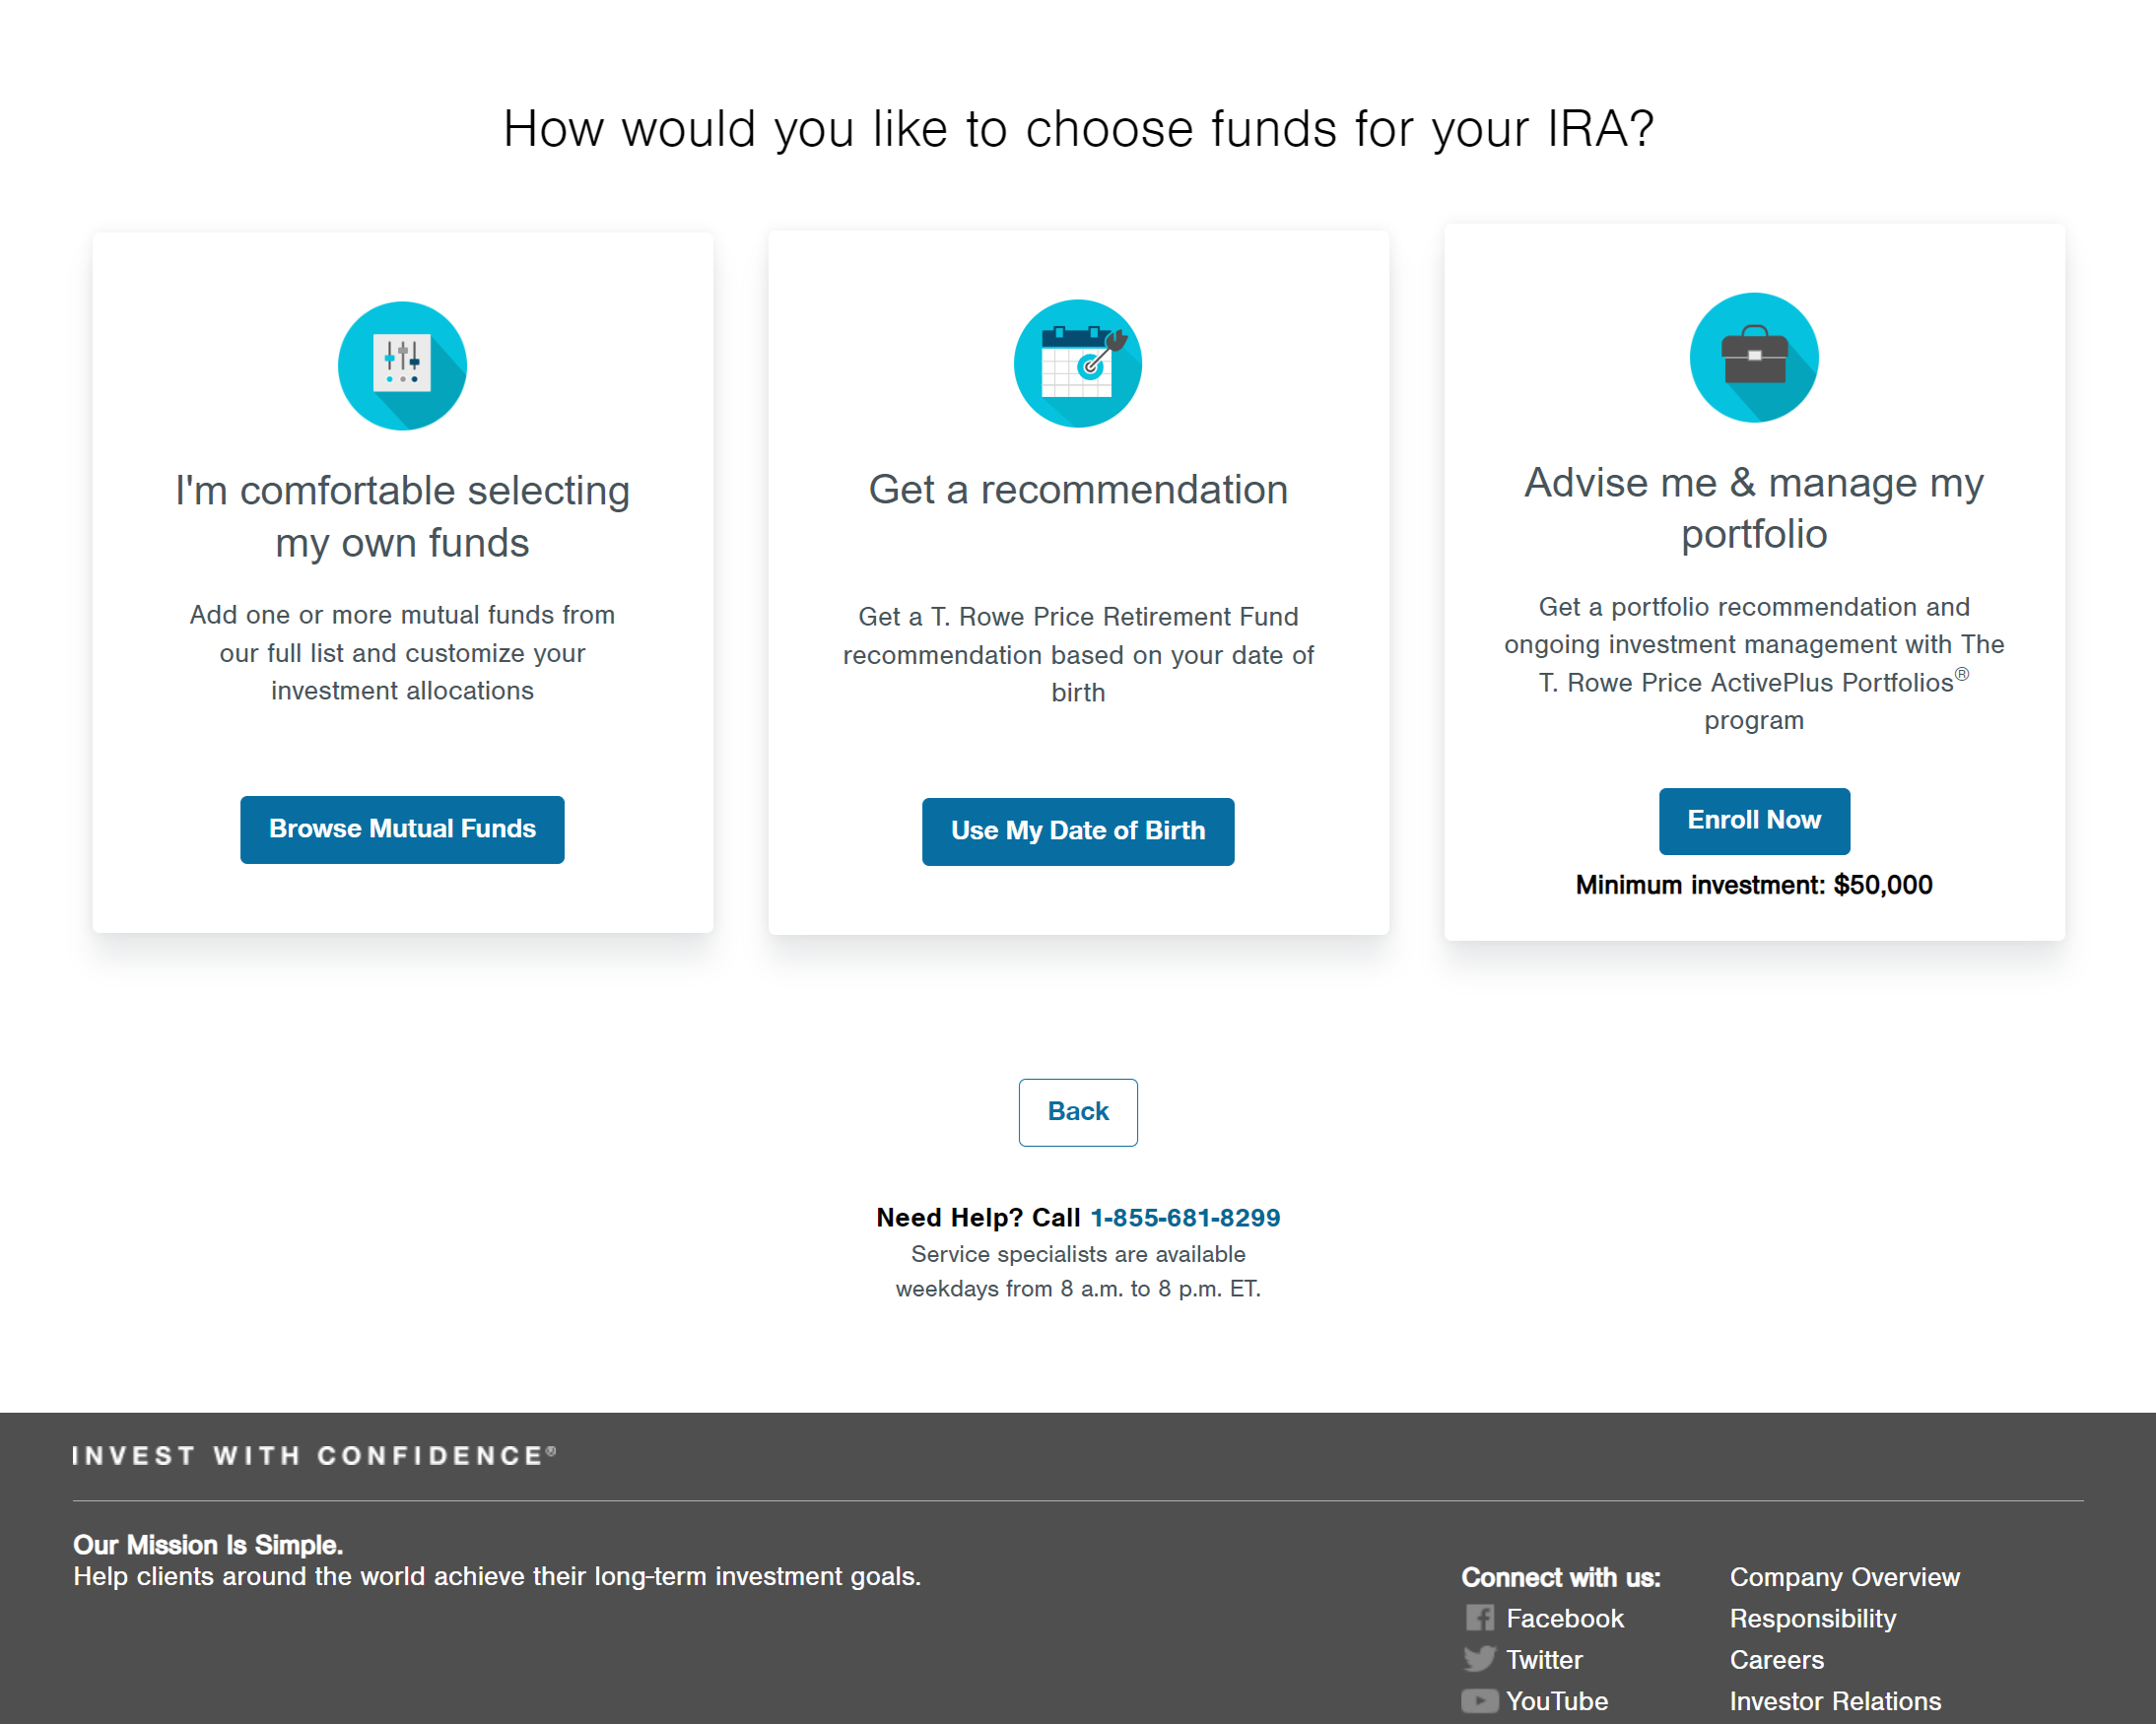 How would you like to choose funds for your IRA?
I'm comfortable selecting
my own funds
Add one or more mutual funds from
our full list and customize your
investment allocations
Browse Mutual Funds
Get a recommendation
Get a T. Rowe Price Retirement Fund
recommendation based on your date of
birth
Use My Date of Birth
Advise me & manage my
portfolio
Get a portfolio recommendation and
ongoing investment management with The
T. Rowe Price ActivePlus Portfolios®
program
Enroll Now
Minimum investment: $50,000
Back
Need Help? Call 1-855-681-8299
Service specialists are available
weekdays from 8 a.m. to 8 p.m. ET.
INVEST WITH CONFIDENCE®
Our Mission Is Simple.
Help clients around the world achieve their long-term investment goals.
Connect with us:
Facebook
Twitter
YouTube
Company Overview
Responsibility
Careers
Investor Relations